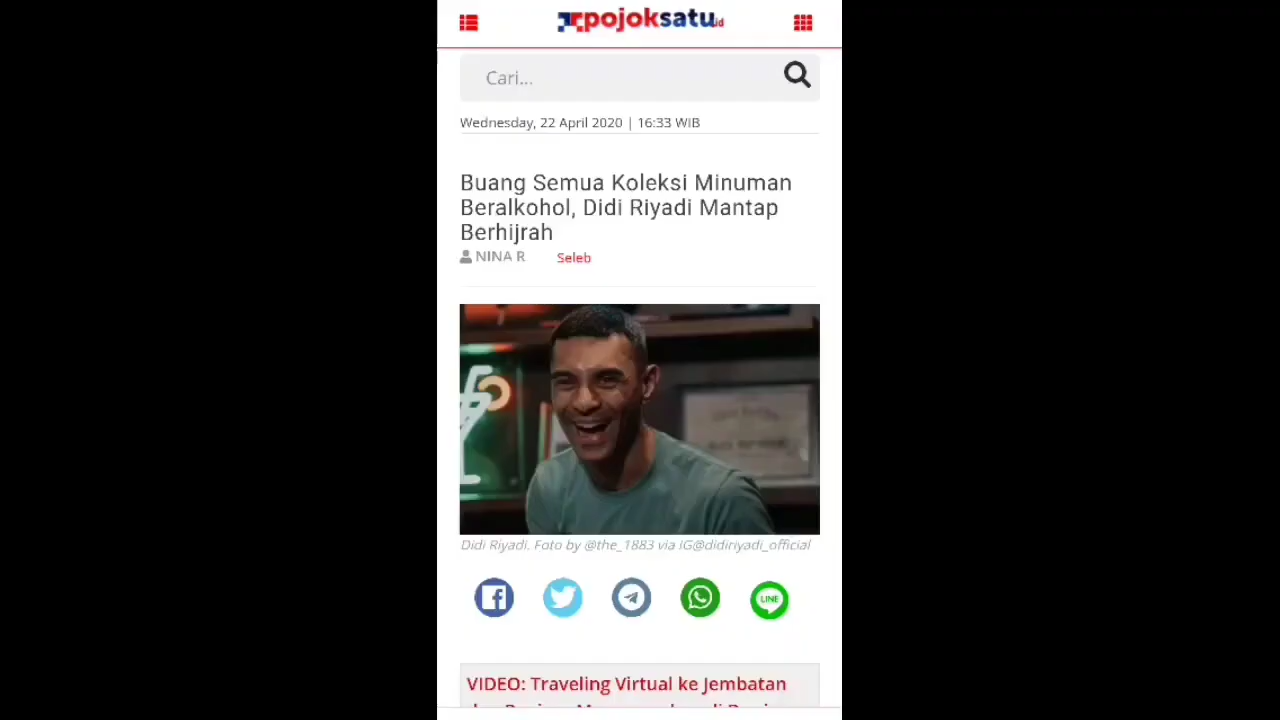 pojoksatu.id
Cari...
Wednesday, 22 April 2020 | 16:33 WIB
Buang Semua Koleksi Minuman
Beralkohol, Didi Riyadi Mantap
Berhijrah
NINA R Seleb
Didi Riyadi. Foto by @the_1883 via IG@didiriyadi_official
LINE
VIDEO: Traveling Virtual ke Jembatan